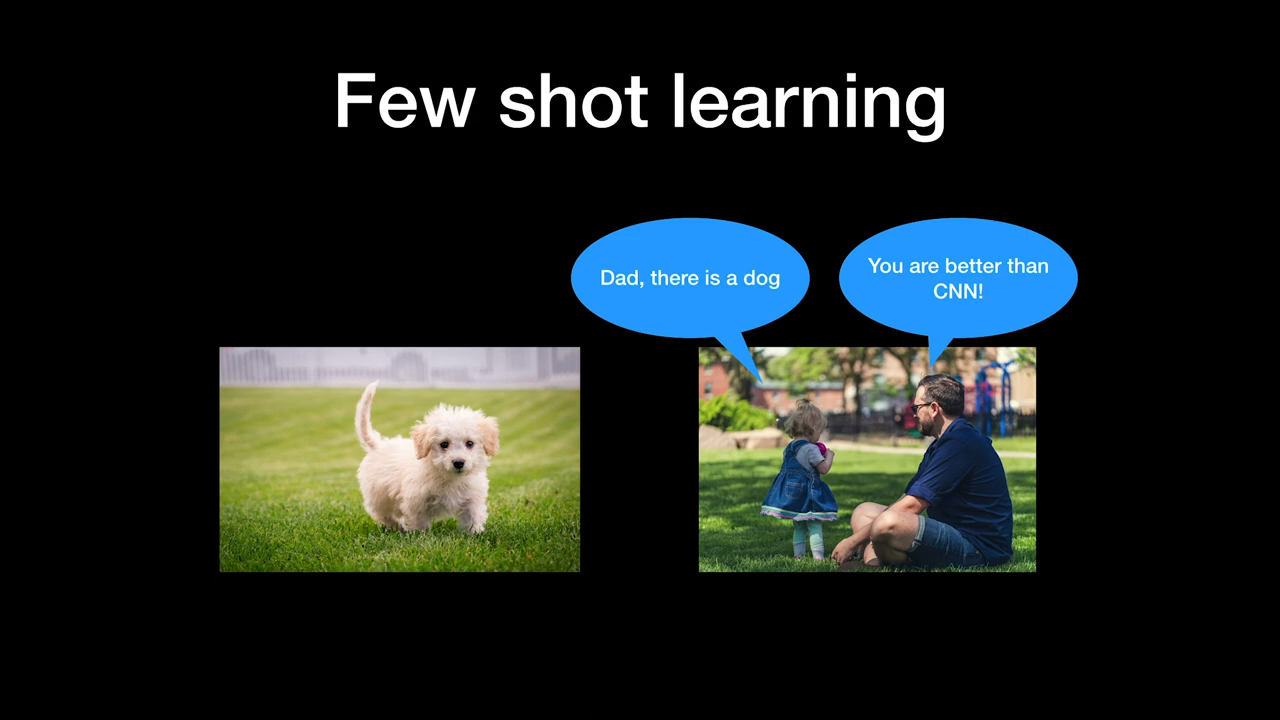 Few shot learning
Dad, there is a dog
You are better than
CNN!